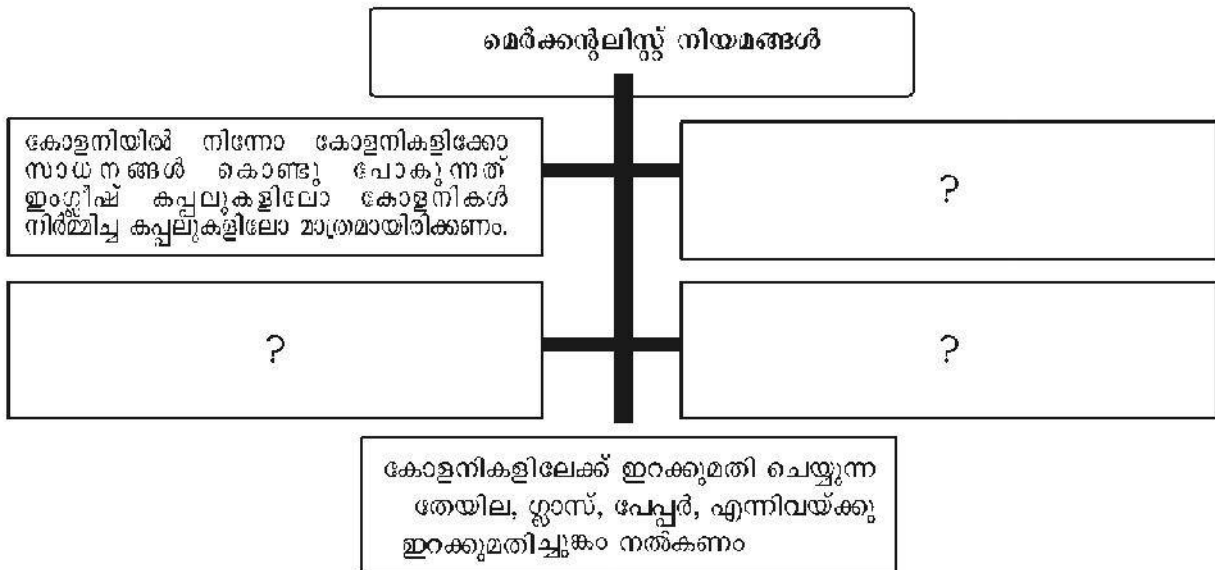 മെർക്കന്റലിസ്റ്റ് നിയമങ്ങൾ
കോളനിയിൽ നിന്നോ കോളനികളിക്കോ
സാധനങ്ങൾ കൊണ്ടു പോകുന്നത്
ഇംഗ്ലീഷ് കപ്പലുകളിലോ കോളനികൾ
നിർമ്മിച്ച കപ്പലുകളിലോ മാത്രമായിരിക്കണം.
?
?
?
കോളനികളിലേക്ക് ഇറക്കുമതി ചെയ്യുന്ന
തേയില, ഗ്ലാസ്, പേപ്പർ, എന്നിവയ്ക്കു
ഇറക്കുമതിച്ചുങ്കം നൽകണം